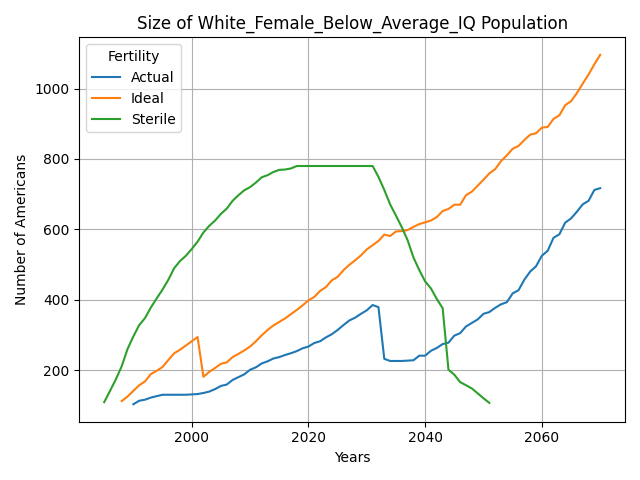 Size of White_Female_Below_Average_IQ Population
Fertility
Actual
Ideal
Sterile
Number of Americans
1000
800
600
400
200
2000
2020
2040
2060
Years